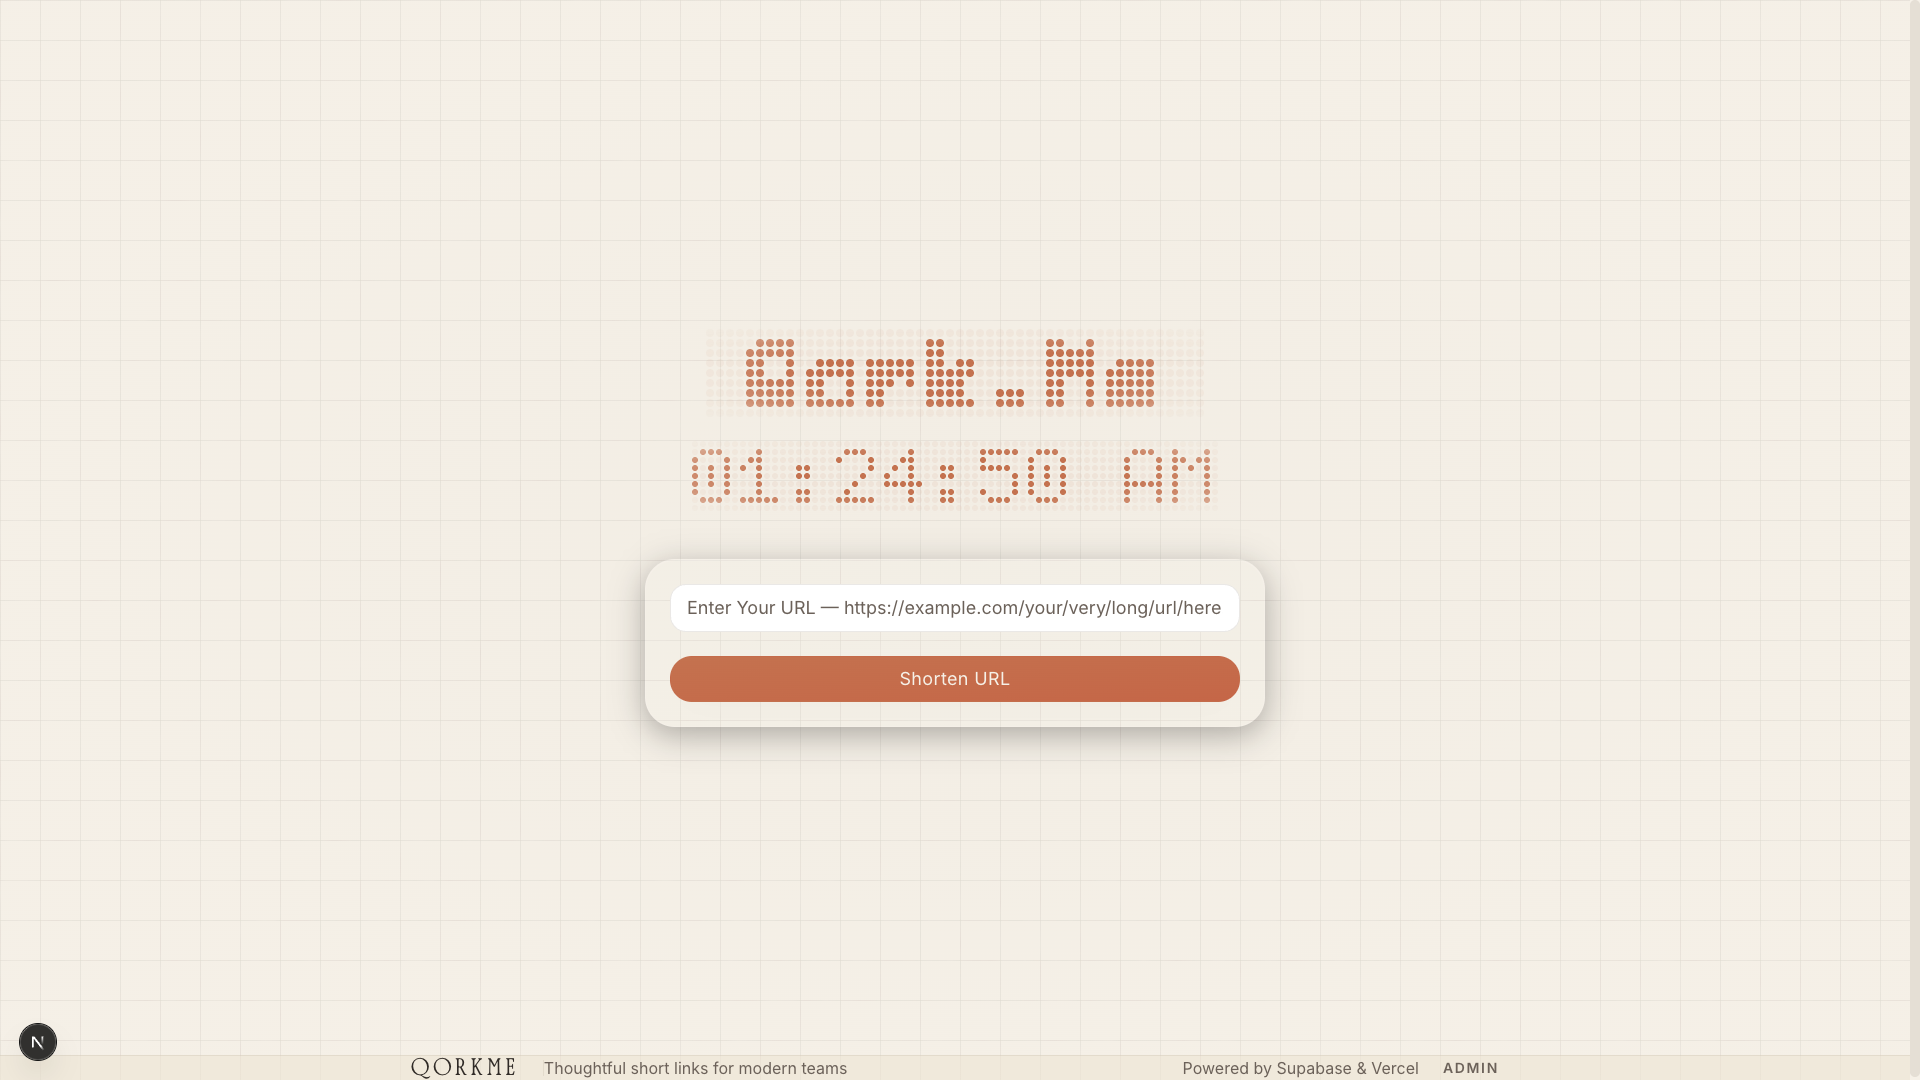 Qork.Me
01:24:50 AM
Enter Your URL — https://example.com/your/very/long/url/here
Shorten URL
N
QORKME
Thoughtful short links for modern teams
Powered by Supabase & Vercel
ADMIN